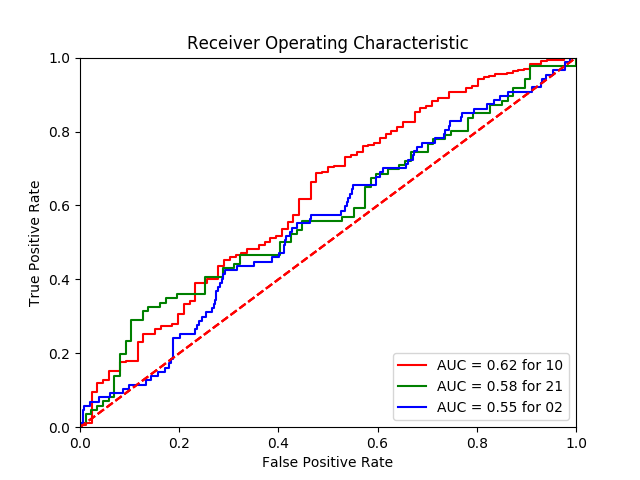 Receiver Operating Characteristic
1.0
0.8
0.6
0.4
0.2
0.0
True Positive Rate
AUC = 0.62 for 10
AUC = 0.58 for 21
AUC = 0.55 for 02
0.0 0.2 0.4 0.6 0.8 1.0
False Positive Rate